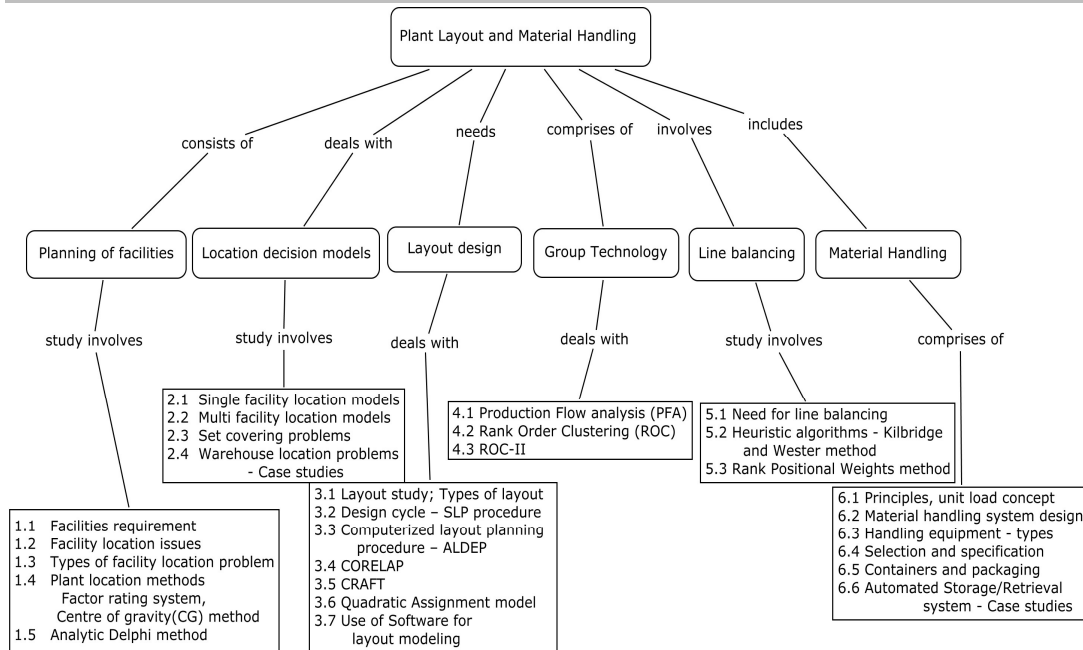 Plant Layout and Material Handling
consists of
deals with
needs
comprises of
involves
includes
Planning of facilities
Location decision models
Layout design
Group Technology
Line balancing
Material Handling
study involves
study involves
deals with
deals with
study involves
comprises of
1.1 Facilities requirement
1.2 Facility location issues
1.3 Types of facility location problem
1.4 Plant location methods
Factor rating system,
Centre of gravity(CG) method
1.5 Analytic Delphi method
2.1 Single facility location models
2.2 Multi facility location models
2.3 Set covering problems
2.4 Warehouse location problems
- Case studies
3.1 Layout study; Types of layout
3.2 Design cycle – SLP procedure
3.3 Computerized layout planning
procedure – ALDEP
3.4 CORELAP
3.5 CRAFT
3.6 Quadratic Assignment model
3.7 Use of Software for
layout modeling
4.1 Production Flow analysis (PFA)
4.2 Rank Order Clustering (ROC)
4.3 ROC-II
5.1 Need for line balancing
5.2 Heuristic algorithms - Kilbridge
and Wester method
5.3 Rank Positional Weights method
6.1 Principles, unit load concept
6.2 Material handling system design
6.3 Handling equipment - types
6.4 Selection and specification
6.5 Containers and packaging
6.6 Automated Storage/Retrieval
system - Case studies